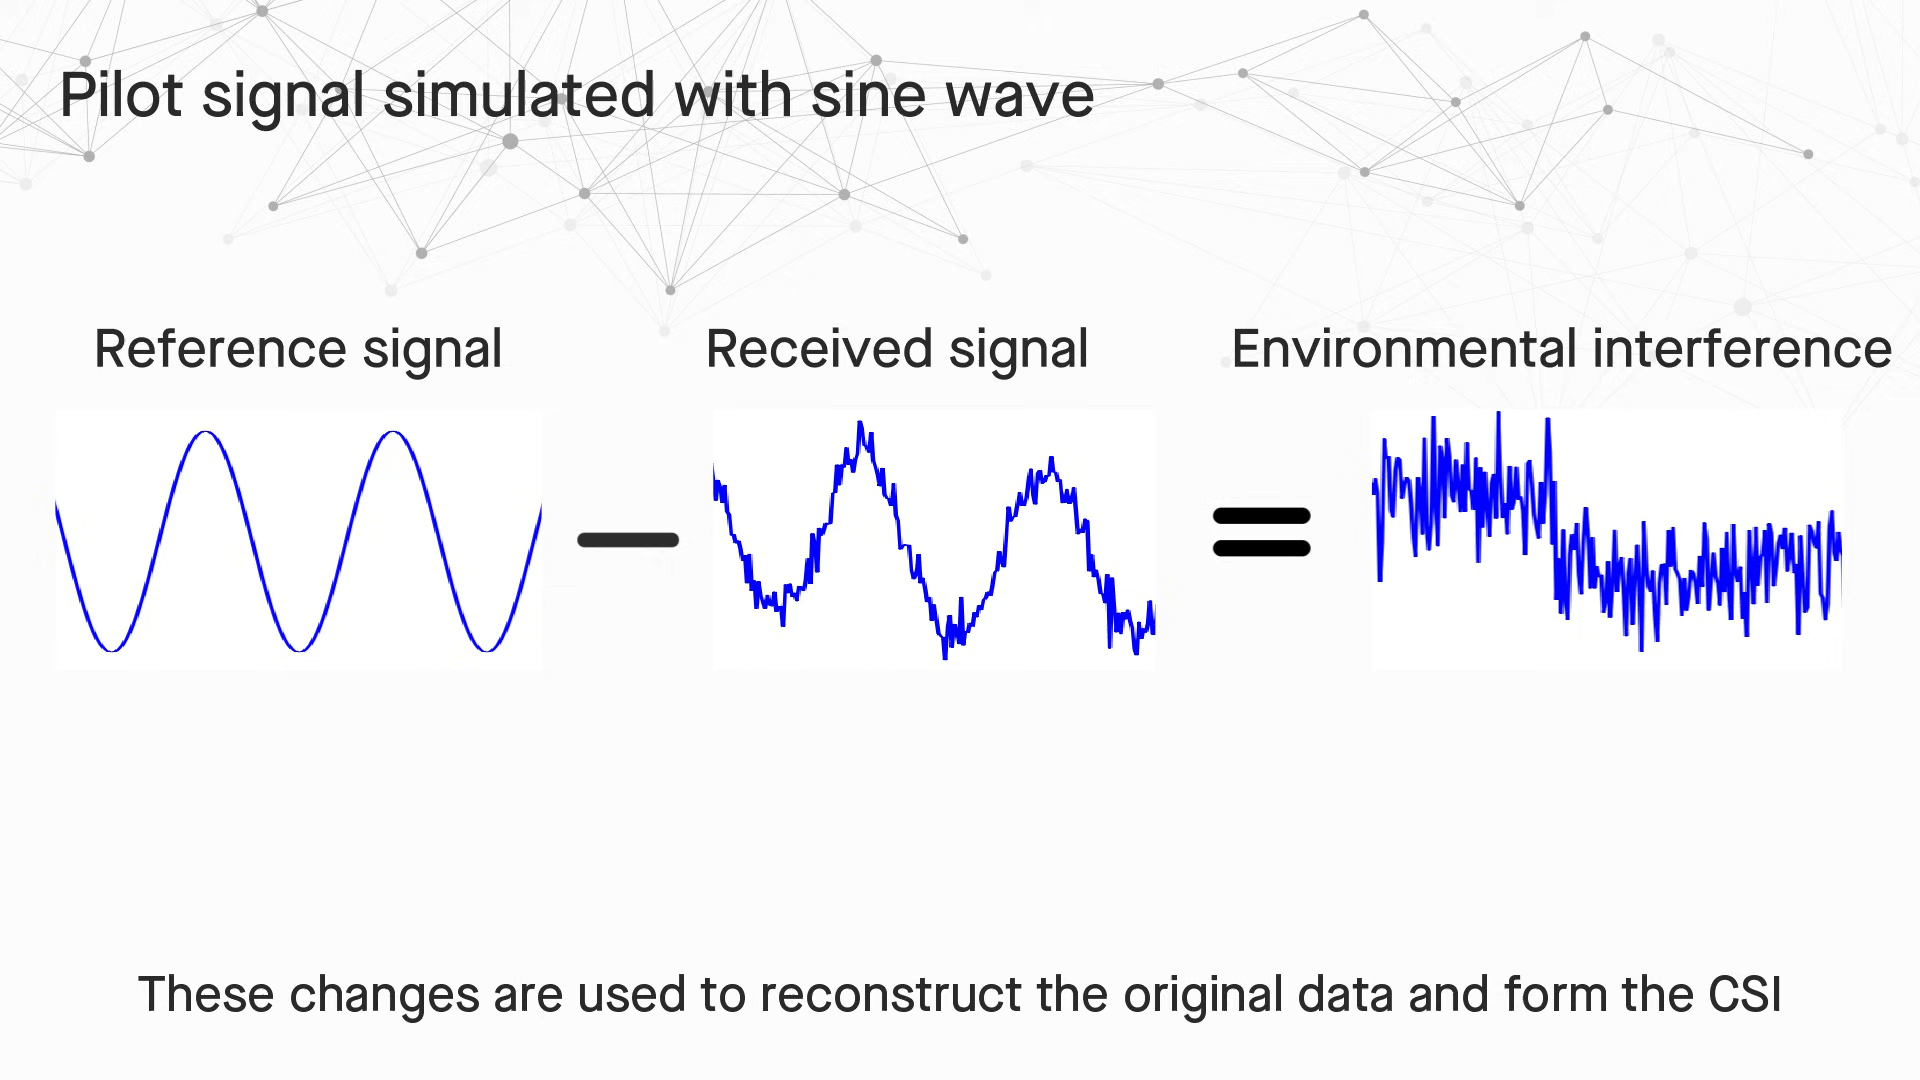 Pilot signal simulated with sine wave
Reference signal
Received signal
Environmental interference
These changes are used to reconstruct the original data and form the CSI